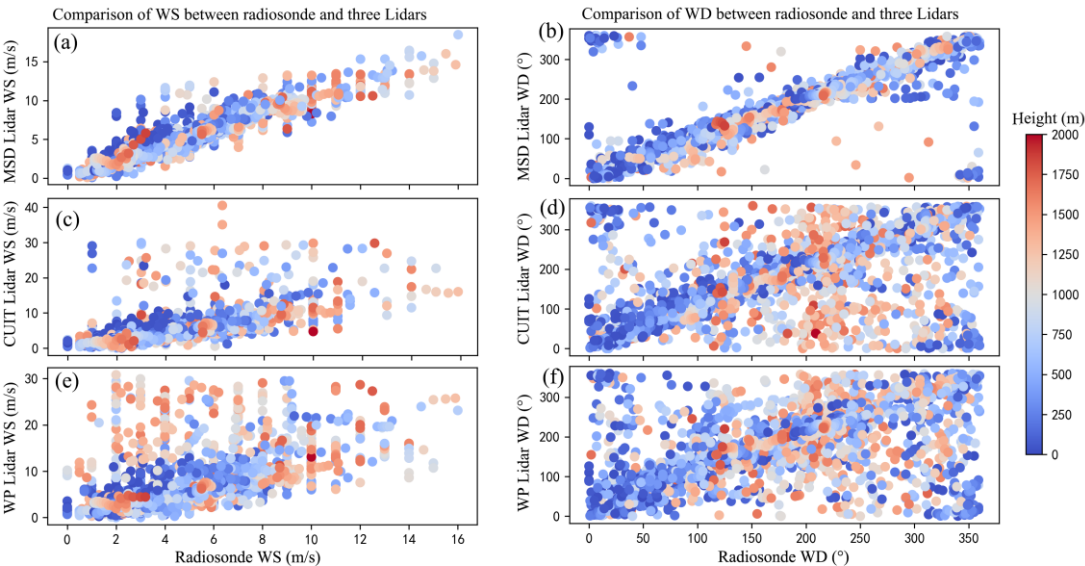 Comparison of WS between radiosonde and three Lidars
Comparison of WD between radiosonde and three Lidars
(a)
MSD Lidar WS (m/s)
15
10
5
0
(b)
MSD Lidar WD (°)
300
200
100
0
(c)
CUIT Lidar WS (m/s)
40
30
20
10
0
(d)
CUIT Lidar WD (°)
300
200
100
0
(e)
WP Lidar WS (m/s)
30
20
10
0
0 2 4 6 8 10 12 14 16
Radiosonde WS (m/s)
(f)
WP Lidar WD (°)
300
200
100
0
0 50 100 150 200 250 300 350
Radiosonde WD (°)
Height (m)
2000
1750
1500
1250
1000
750
500
250
0